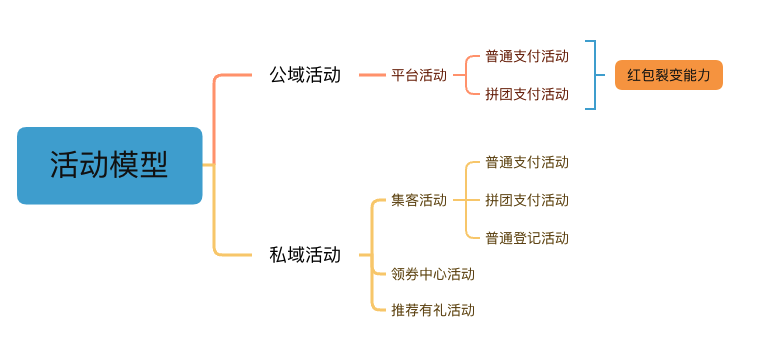 活动模型
公域活动
平台活动
普通支付活动
拼团支付活动
红包裂变能力
私域活动
集客活动
普通支付活动
拼团支付活动
普通登记活动
领券中心活动
推荐有礼活动